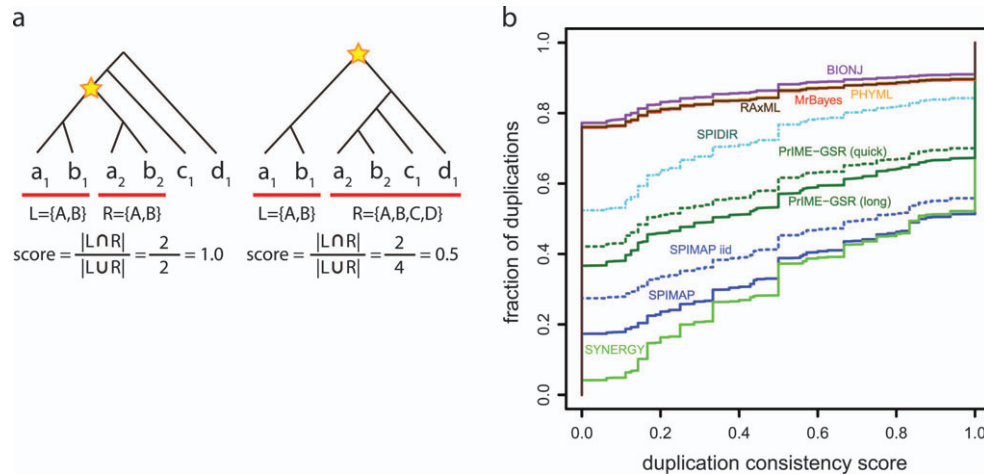 a
a1 b1 a2 b2 c1 d1
L={A,B} R={A,B}
score = |L∩R| / |L∪R| = 2 / 2 = 1.0
a1 b1 a2 b2 c1 d1
L={A,B} R={A,B,C,D}
score = |L∩R| / |L∪R| = 2 / 4 = 0.5
b
fraction of duplications
1.0
0.8
0.6
0.4
0.2
0.0
BIONJ
PHYML
MrBayes
RAxML
SPIDIR
PrIME-GSR (quick)
PrIME-GSR (long)
SPIMAP iid
SPIMAP
SYNERGY
0.0 0.2 0.4 0.6 0.8 1.0
duplication consistency score